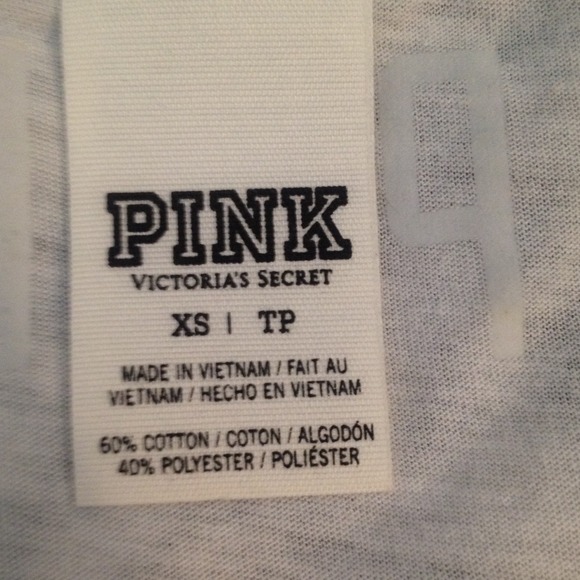 PINK
VICTORIA'S SECRET
XS | TP
MADE IN VIETNAM / FAIT AU
VIETNAM / HECHO EN VIETNAM
60% COTTON / COTON / ALGODÓN
40% POLYESTER / POLIÉSTER